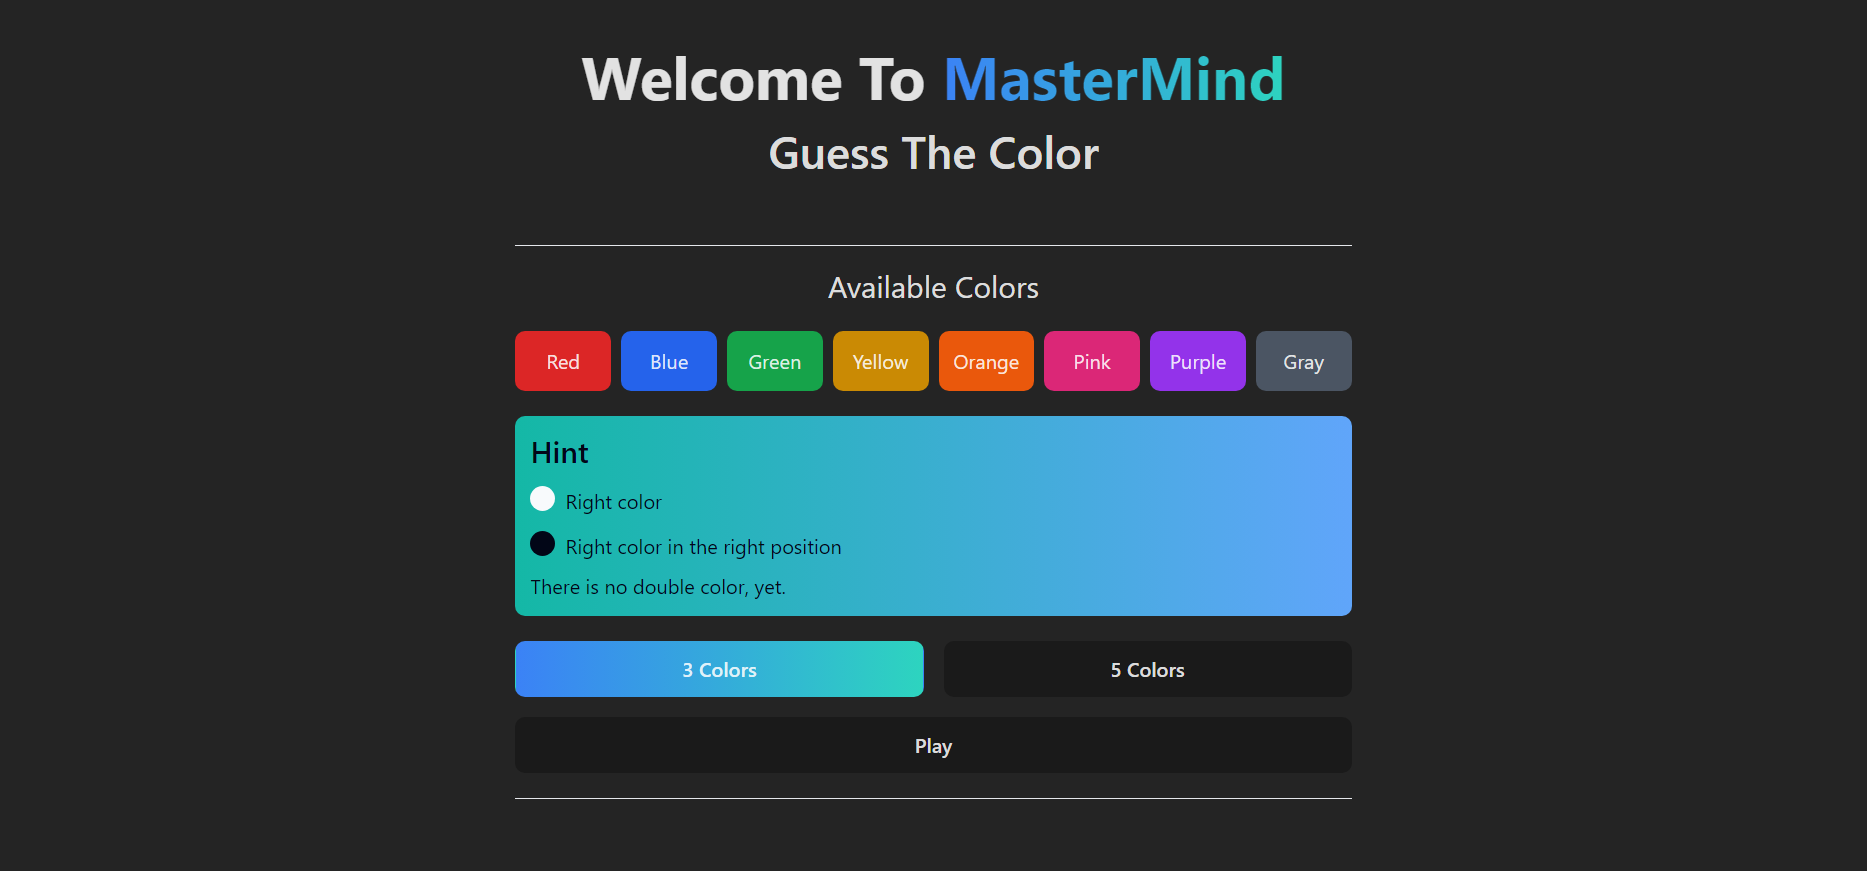 Welcome To MasterMind
Guess The Color
Available Colors
Red Blue Green Yellow Orange Pink Purple Gray
Hint
Right color
Right color in the right position
There is no double color, yet.
3 Colors 5 Colors
Play